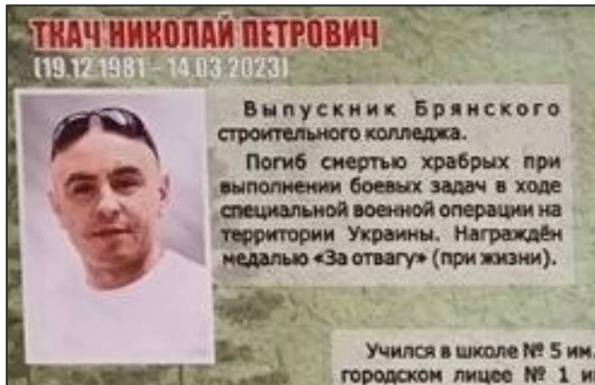 ТКАЧ НИКОЛАЙ ПЕТРОВИЧ
(19.12.1981 – 14.03.2023)
Выпускник Брянского
строительного колледжа.
Погиб смертью храбрых при
выполнении боевых задач в ходе
специальной военной операции на
территории Украины. Награждён
медалью «За отвагу» (при жизни).
Учился в школе № 5 им.
городском лицее № 1 и